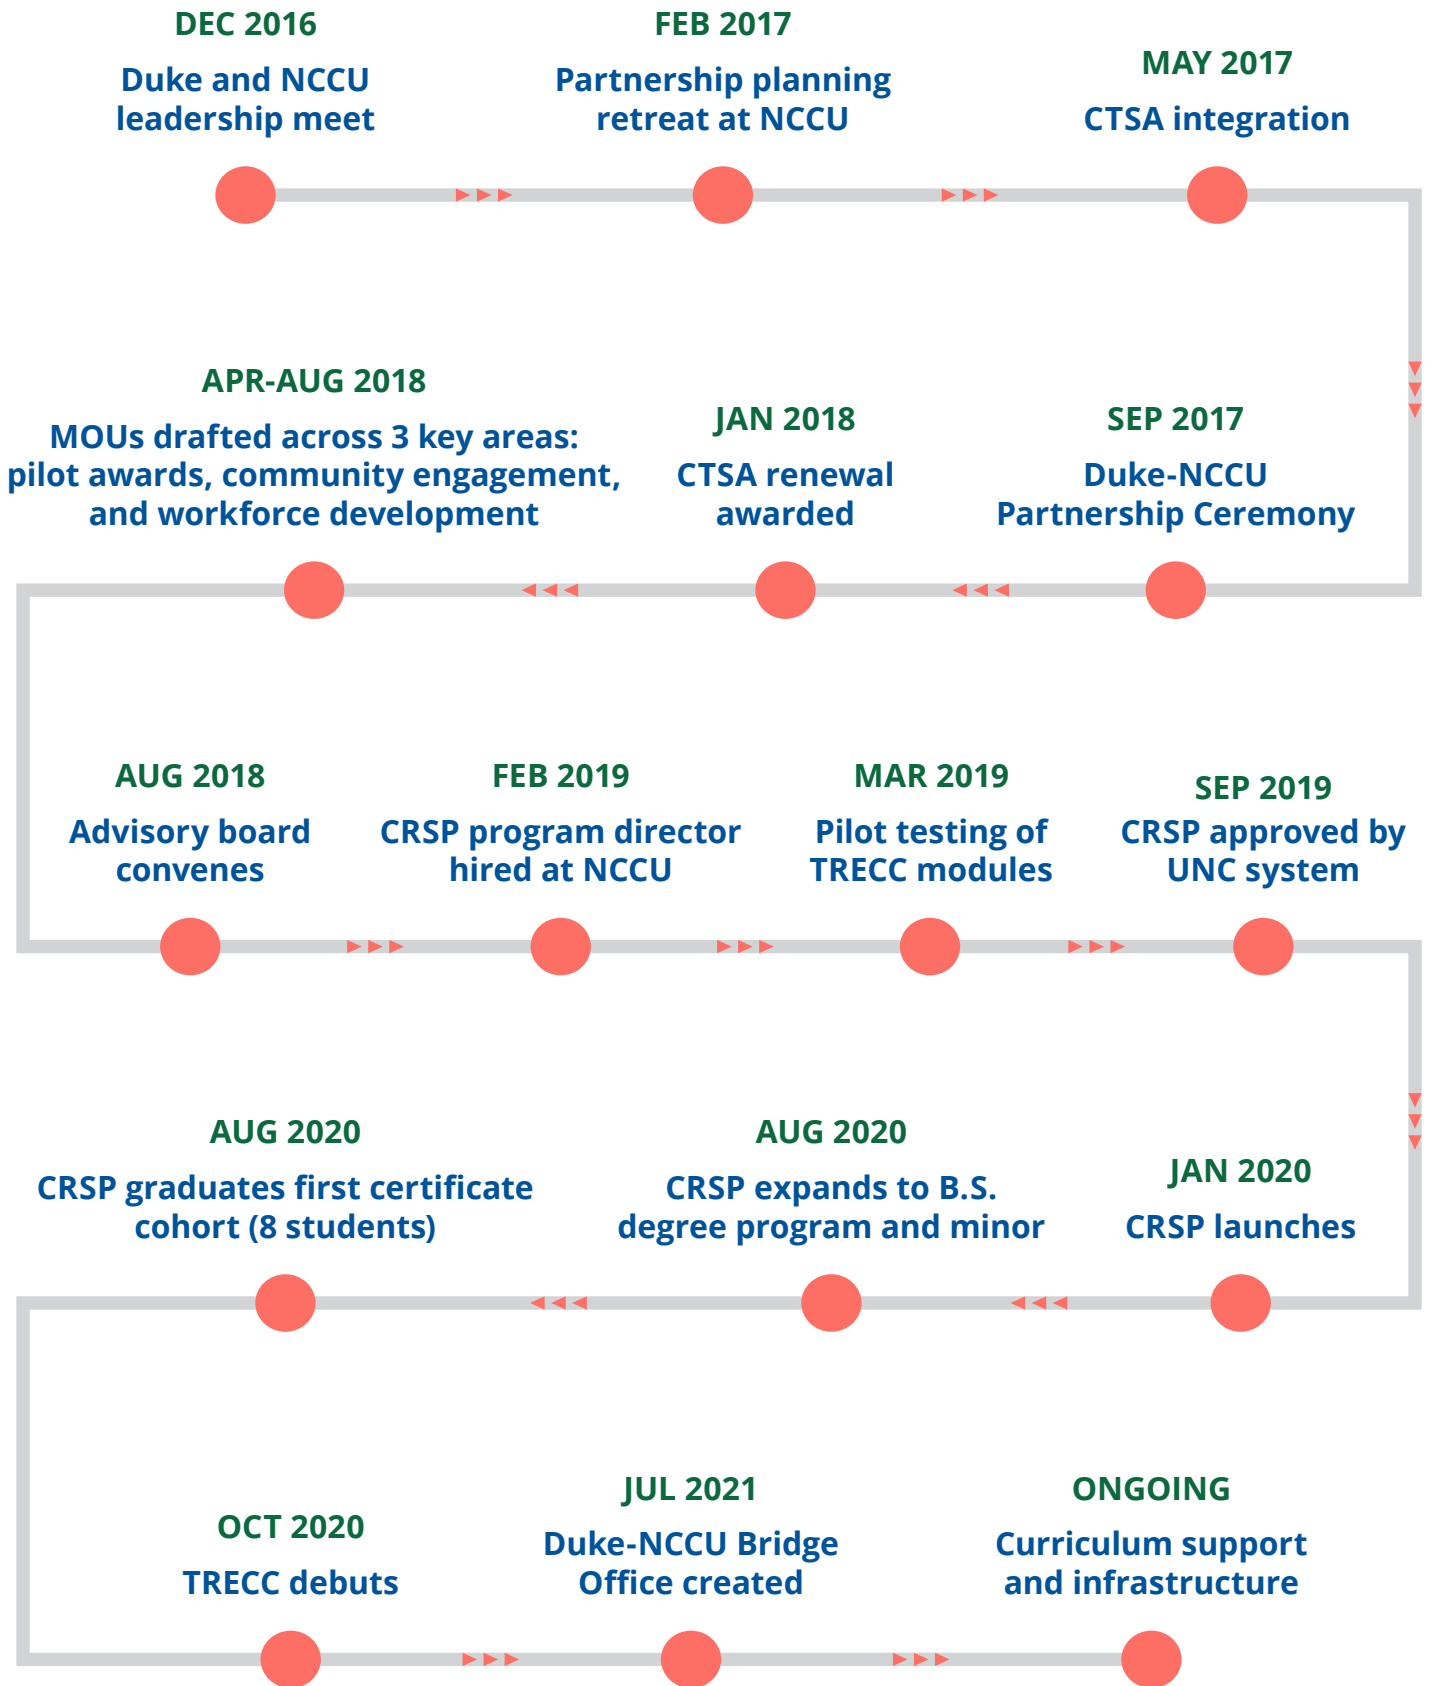 DEC 2016
Duke and NCCU
leadership meet
FEB 2017
Partnership planning
retreat at NCCU
MAY 2017
CTSA integration
SEP 2017
Duke-NCCU
Partnership Ceremony
JAN 2018
CTSA renewal
awarded
APR-AUG 2018
MOUs drafted across 3 key areas:
pilot awards, community engagement,
and workforce development
AUG 2018
Advisory board
convenes
FEB 2019
CRSP program director
hired at NCCU
MAR 2019
Pilot testing of
TRECC modules
SEP 2019
CRSP approved by
UNC system
JAN 2020
CRSP launches
AUG 2020
CRSP expands to B.S.
degree program and minor
AUG 2020
CRSP graduates first certificate
cohort (8 students)
OCT 2020
TRECC debuts
JUL 2021
Duke-NCCU Bridge
Office created
ONGOING
Curriculum support
and infrastructure